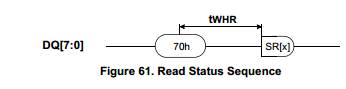 tWHR
DQ[7:0] 70h SR[x]
Figure 61. Read Status Sequence